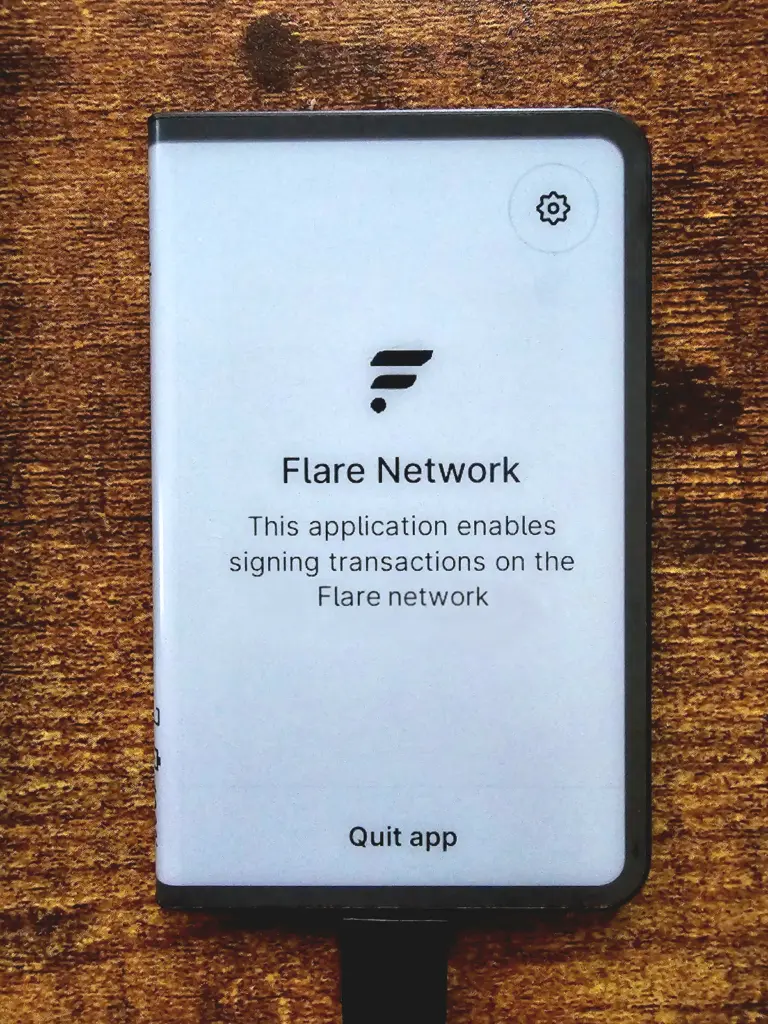 Flare Network
This application enables
signing transactions on the
Flare network
Quit app